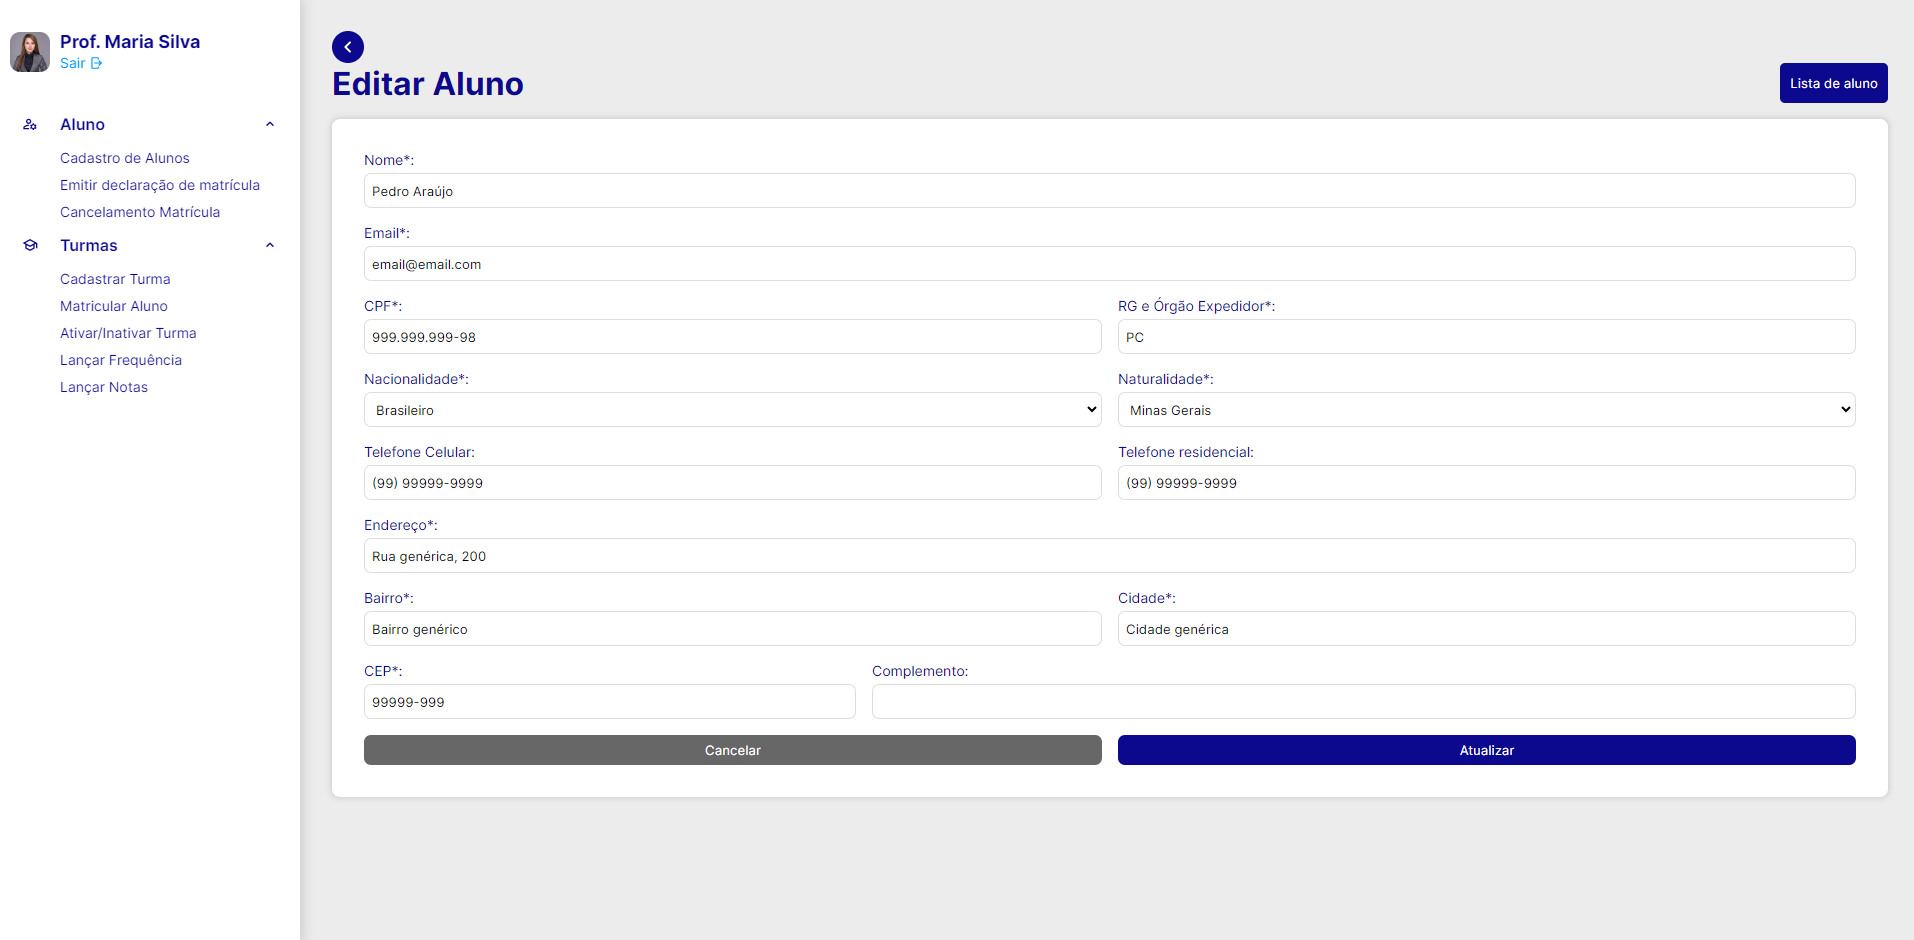 Prof. Maria Silva
Sair
Aluno
Cadastro de Alunos
Emitir declaração de matrícula
Cancelamento Matrícula
Turmas
Cadastrar Turma
Matricular Aluno
Ativar/Inativar Turma
Lançar Frequência
Lançar Notas
Editar Aluno
Lista de aluno
Nome*:
Pedro Araújo
Email*:
email@email.com
CPF*:
RG e Órgão Expedidor*:
999.999.999-98
PC
Nacionalidade*:
Naturalidade*:
Brasileiro
Minas Gerais
Telefone Celular:
Telefone residencial:
(99) 99999-9999
(99) 99999-9999
Endereço*:
Rua genérica, 200
Bairro*:
Cidade*:
Bairro genérico
Cidade genérica
CEP*:
Complemento:
99999-999
Cancelar
Atualizar